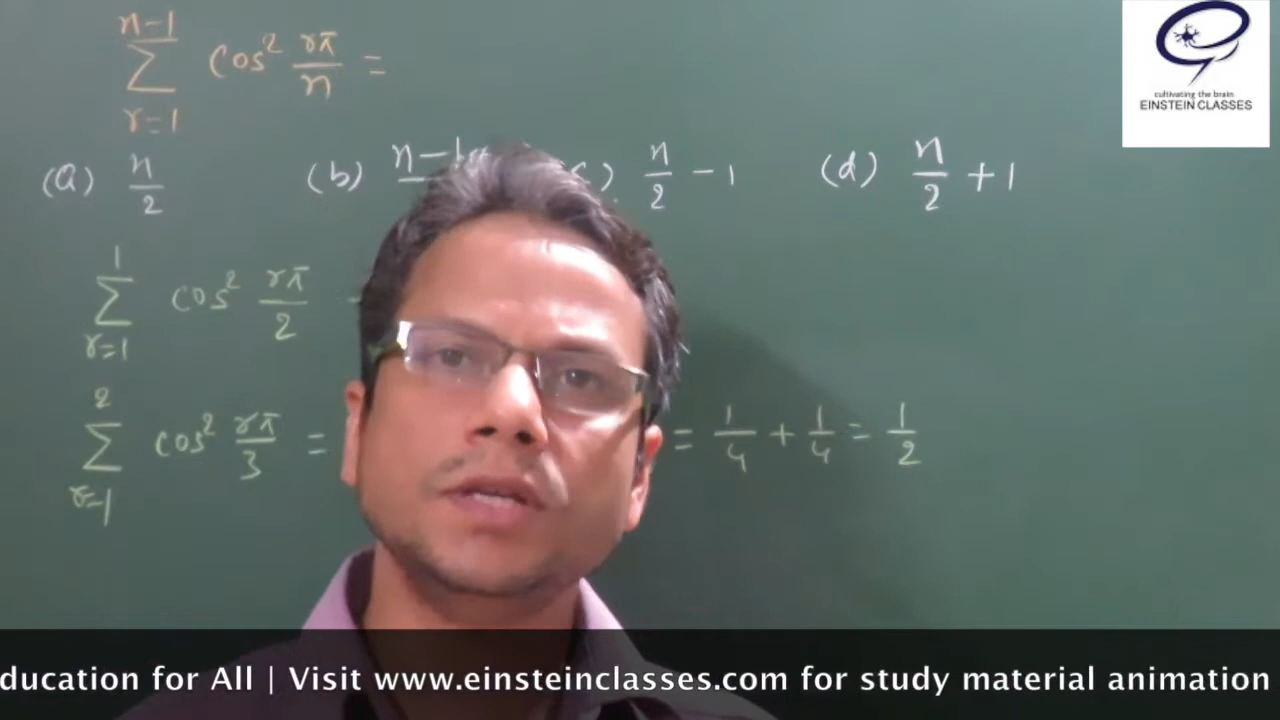 n-1
∑ cos² rπ/n =
r=1
(a) n/2 (b) n-1 (c) n/2 - 1 (d) n/2 + 1
1
∑ cos² rπ/2
r=1
2
∑ cos² rπ/3 = = 1/4 + 1/4 = 1/2
r=1
cultivating the brain
EINSTEIN CLASSES
ducation for All | Visit www.einsteinclasses.com for study material animation